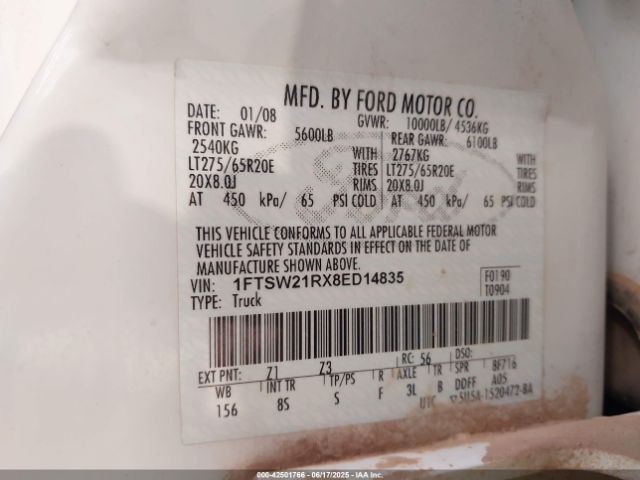 MFD. BY FORD MOTOR CO.
DATE: 01/08 GVWR: 10000LB/ 4536KG
FRONT GAWR: 5600LB REAR GAWR: 6100LB
2540KG WITH 2767KG WITH
LT275/65R20E TIRES LT275/65R20E TIRES
20X8.0J RIMS 20X8.0J RIMS
AT 450 kPa/ 65 PSI COLD AT 450 kPa/ 65 PSI COLD
Ford
THIS VEHICLE CONFORMS TO ALL APPLICABLE FEDERAL MOTOR
VEHICLE SAFETY STANDARDS IN EFFECT ON THE DATE OF
MANUFACTURE SHOWN ABOVE.
VIN: 1FTSW21RX8ED14835 F0190
TYPE: Truck T0904
EXT PNT: Z1 Z3 RC: 56 DSO:
WB INT TR TP/PS R AXLE TR SPR 8F716
156 8S S F 3L B DDFF A05
UTC
000-42501766 - 06/17/2025 - IAA Inc.